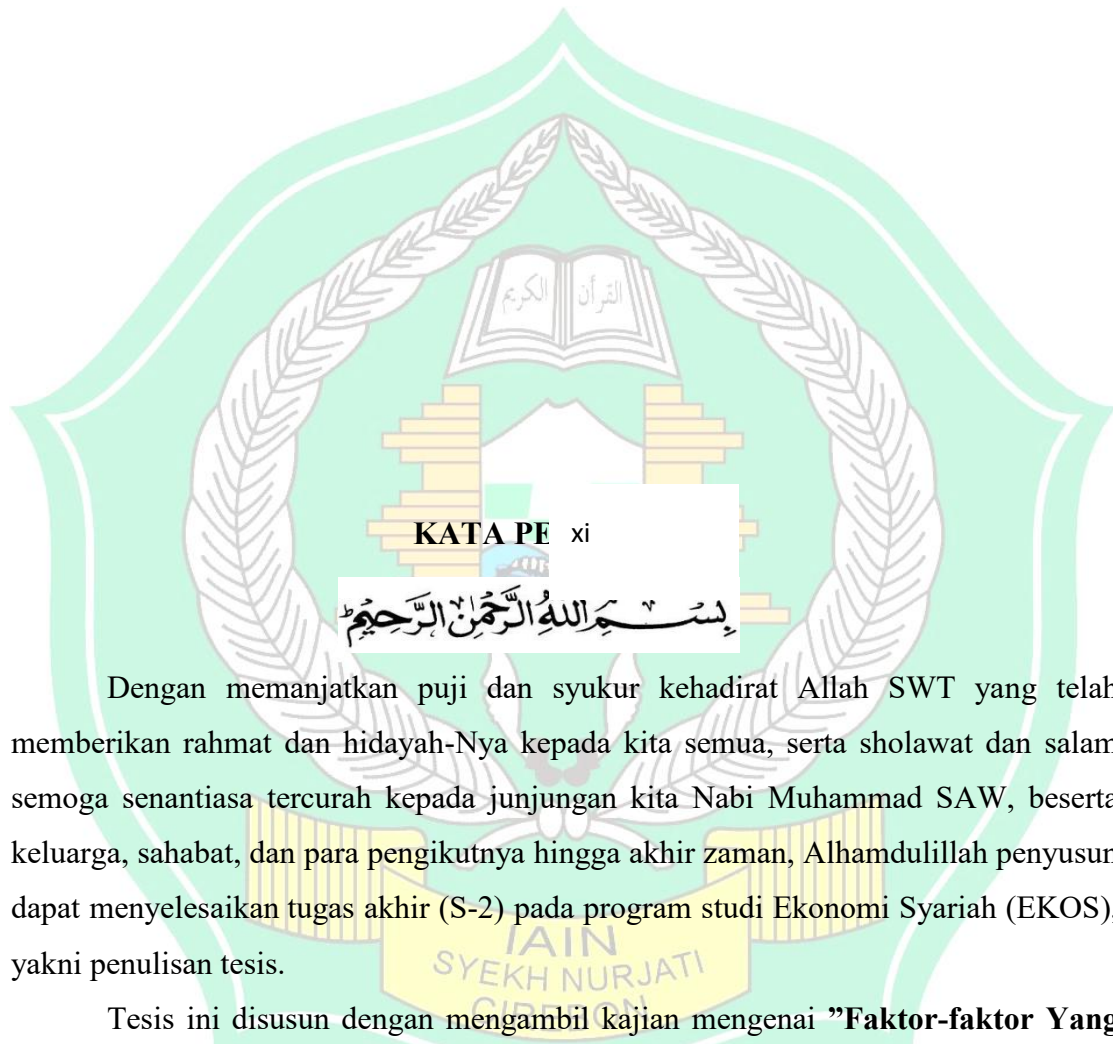 القرآن الكريم
KATA PE xi
بِسْمِ اللهِ الرَّحْمٰنِ الرَّحِيْمِ
Dengan memanjatkan puji dan syukur kehadirat Allah SWT yang telah
memberikan rahmat dan hidayah-Nya kepada kita semua, serta sholawat dan salam
semoga senantiasa tercurah kepada junjungan kita Nabi Muhammad SAW, beserta
keluarga, sahabat, dan para pengikutnya hingga akhir zaman, Alhamdulillah penyusun
dapat menyelesaikan tugas akhir (S-2) pada program studi Ekonomi Syariah (EKOS),
yakni penulisan tesis.
IAIN
SYEKH NURJATI
CIREBON
Tesis ini disusun dengan mengambil kajian mengenai ”Faktor-faktor Yang